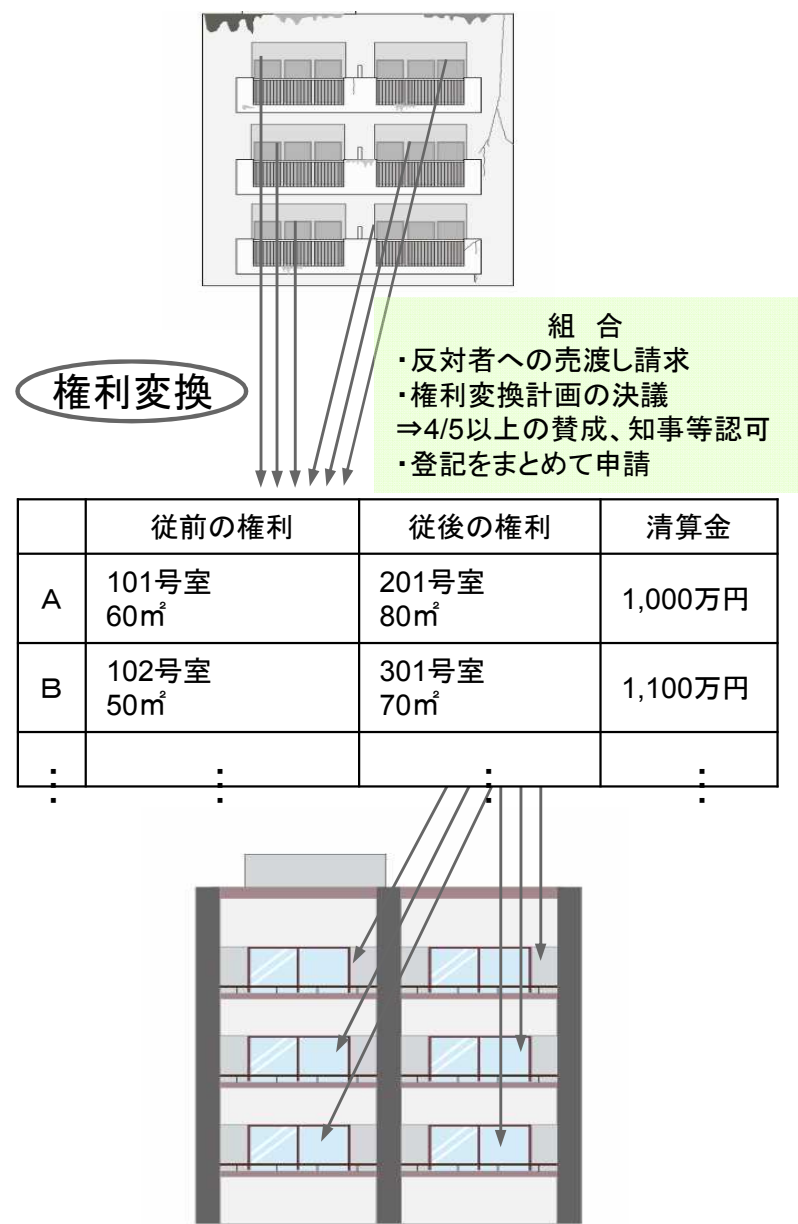 組 合
・反対者への売渡し請求
・権利変換計画の決議
⇒4/5以上の賛成、知事等認可
・登記をまとめて申請
権利変換
従前の権利 従後の権利 清算金
A 101号室 60㎡ 201号室 80㎡ 1,000万円
B 102号室 50㎡ 301号室 70㎡ 1,100万円
⋮ ⋮ ⋮ ⋮